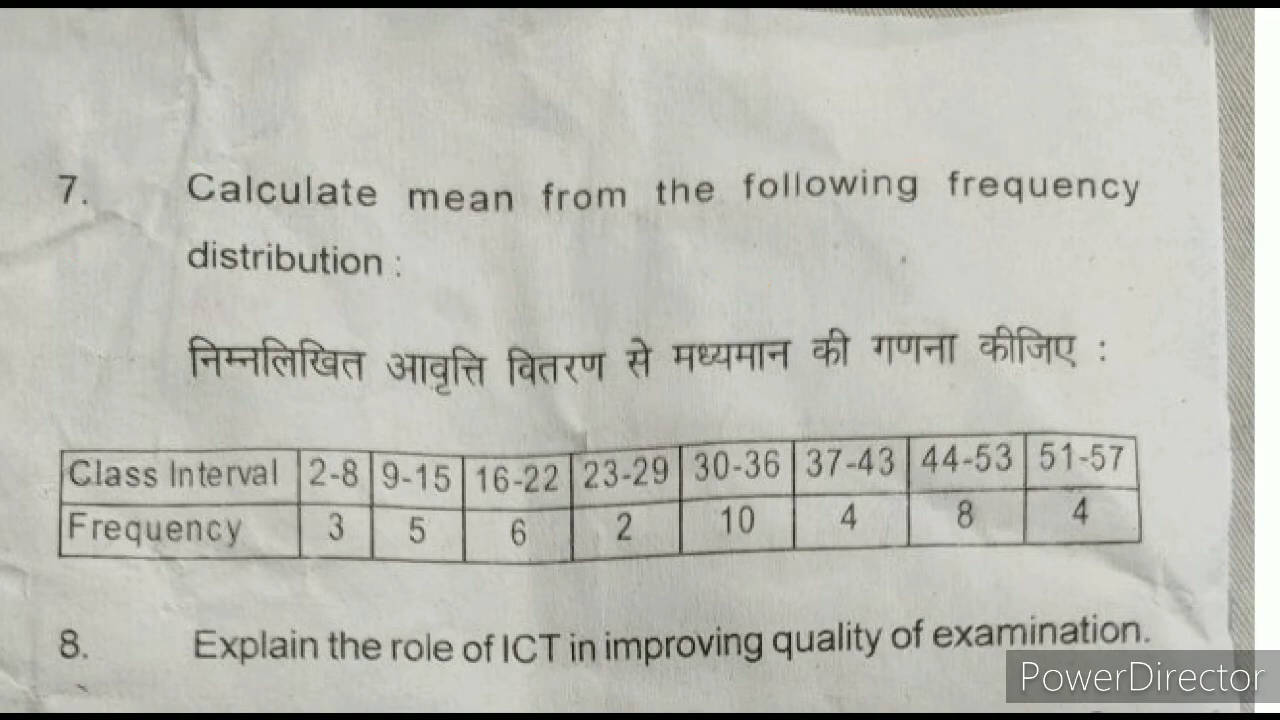 7. Calculate mean from the following frequency
distribution :
निम्नलिखित आवृत्ति वितरण से मध्यमान की गणना कीजिए :
Class Interval 2-8 9-15 16-22 23-29 30-36 37-43 44-53 51-57
Frequency 3 5 6 2 10 4 8 4
8. Explain the role of ICT in improving quality of examination.
PowerDirector